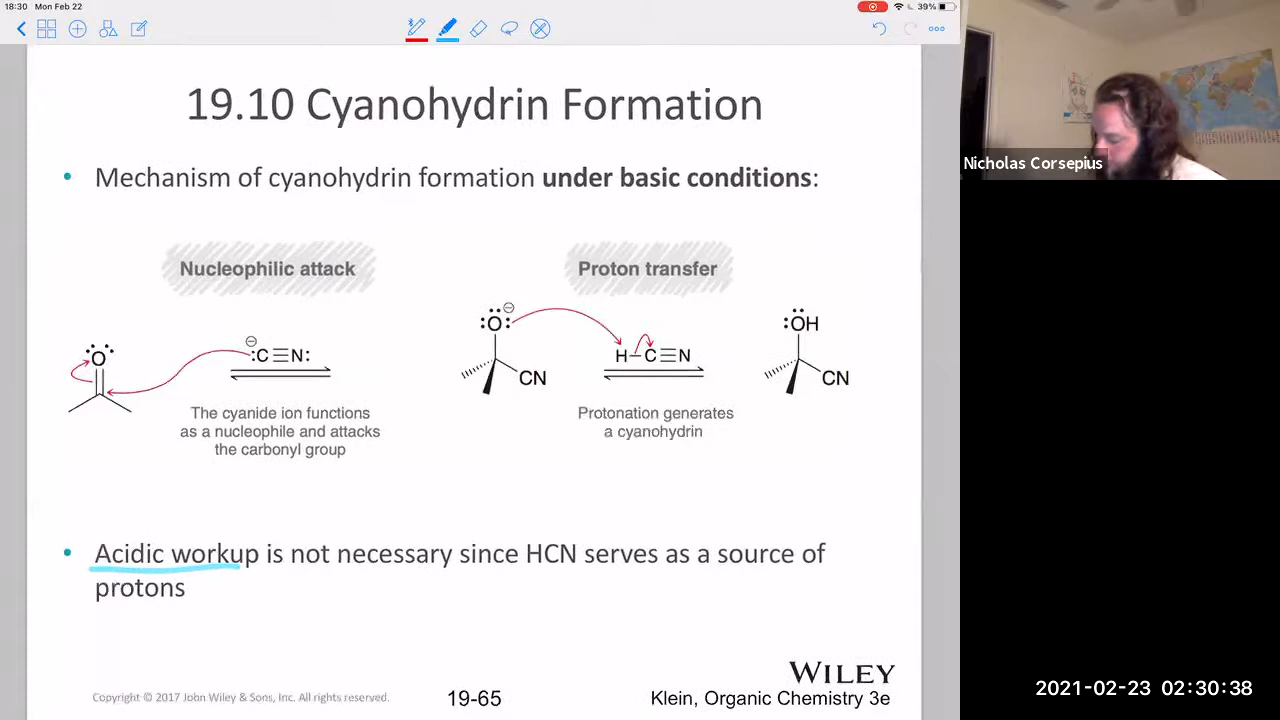 18:30 Mon Feb 22
39%
19.10 Cyanohydrin Formation
• Mechanism of cyanohydrin formation under basic conditions:
Nucleophilic attack
Proton transfer
O
⊖
:C≡N:
The cyanide ion functions
as a nucleophile and attacks
the carbonyl group
⊖
:O:
CN
H–C≡N
Protonation generates
a cyanohydrin
:OH
CN
• Acidic workup is not necessary since HCN serves as a source of
protons
WILEY
Copyright © 2017 John Wiley & Sons, Inc. All rights reserved.
19-65
Klein, Organic Chemistry 3e
Nicholas Corsepius
2021-02-23 02:30:38